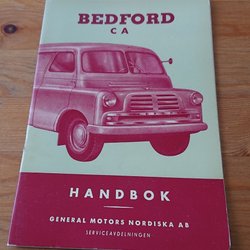 BEDFORD
CA
HANDBOK
GENERAL MOTORS NORDISKA AB
SERVICEAVDELNINGEN